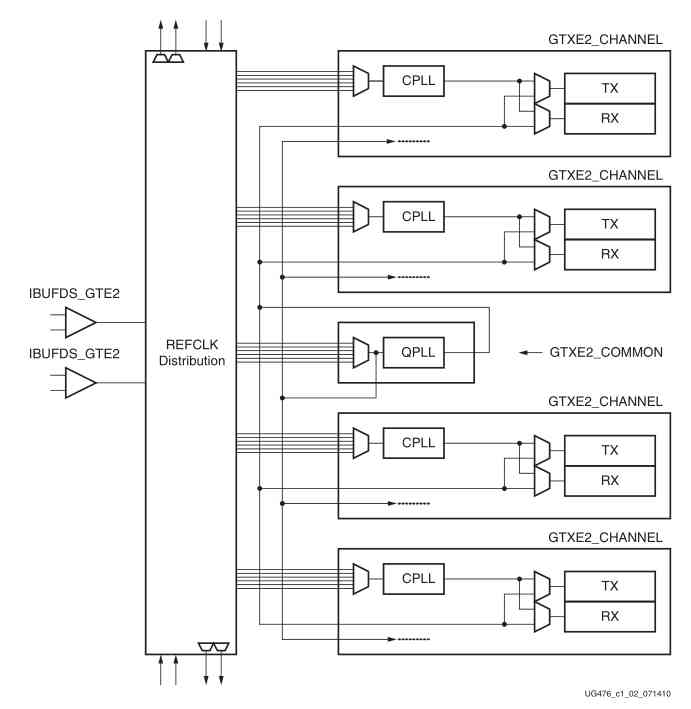 GTXE2_CHANNEL
CPLL
TX
RX
GTXE2_CHANNEL
CPLL
TX
RX
IBUFDS_GTE2
IBUFDS_GTE2
REFCLK
Distribution
QPLL
GTXE2_COMMON
GTXE2_CHANNEL
CPLL
TX
RX
GTXE2_CHANNEL
CPLL
TX
RX
UG476_c1_02_071410